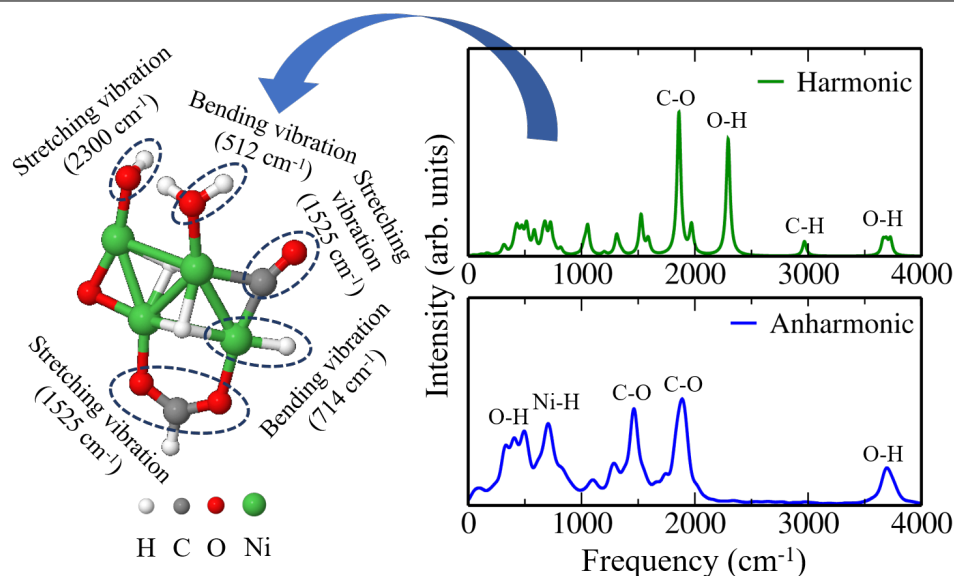 Stretching vibration
(2300 cm⁻¹)
Bending vibration
(512 cm⁻¹)
Stretching
vibration
(1525 cm⁻¹)
Bending vibration
(714 cm⁻¹)
Stretching vibration
(1525 cm⁻¹)
H C O Ni
Intensity (arb. units)
Harmonic
C-O
O-H
C-H
O-H
0 1000 2000 3000 4000
Anharmonic
O-H
Ni-H
C-O
C-O
O-H
0 1000 2000 3000 4000
Frequency (cm⁻¹)